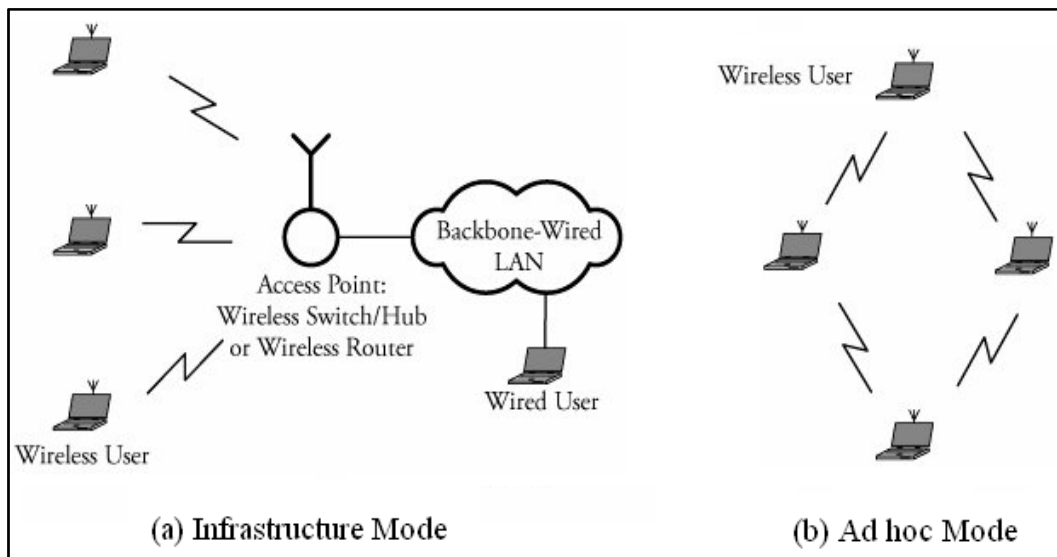 Access Point:
Wireless Switch/Hub
or Wireless Router
Backbone-Wired
LAN
Wired User
Wireless User
(a) Infrastructure Mode
Wireless User
(b) Ad hoc Mode